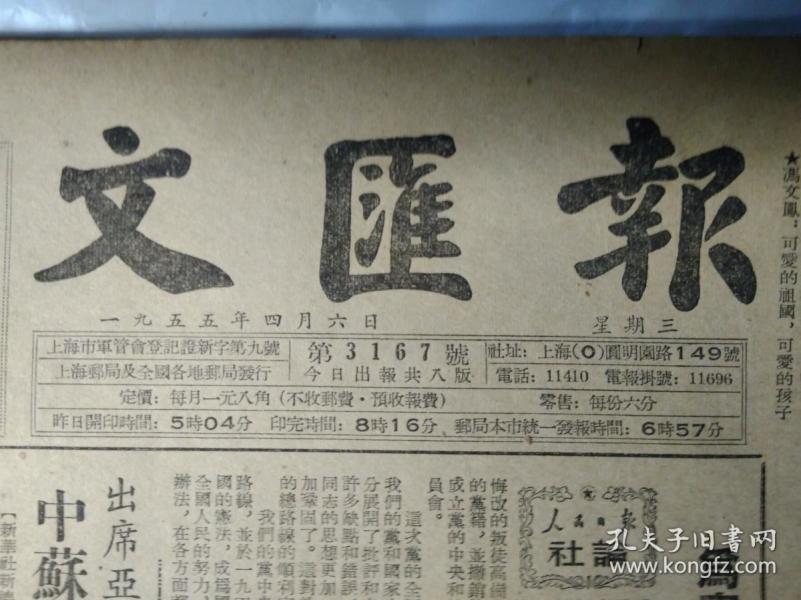 文匯報
一九五五年四月六日 星期三
上海市軍管會登記證新字第九號
上海郵局及全國各地郵局發行
第3167號
今日出報共八版
社址：上海(0)圓明園路149號
電話：11410 電報掛號：11696
定價：每月一元八角(不收郵費·預收報費) 零售：每份六分
昨日開印時間：5時04分 印完時間：8時16分 郵局本市統一發報時間：6時57分
★馮文鳳：可愛的祖國，可愛的孩子
人民日報
社論
悔改的叛徒高
的黨籍，並撤銷
成立黨的中央和
員會。
這次黨的全
我們的黨和國家
分展開了批評和
許多缺點和錯誤
同志的思想更加
加鞏固了。這對
的總路線的順利
我們的黨中央
路線，並於一九
國的憲法，成爲
全國人民的努力
辦法，在各方面
出席亞
中蘇
【新華社新
孔夫子旧书网